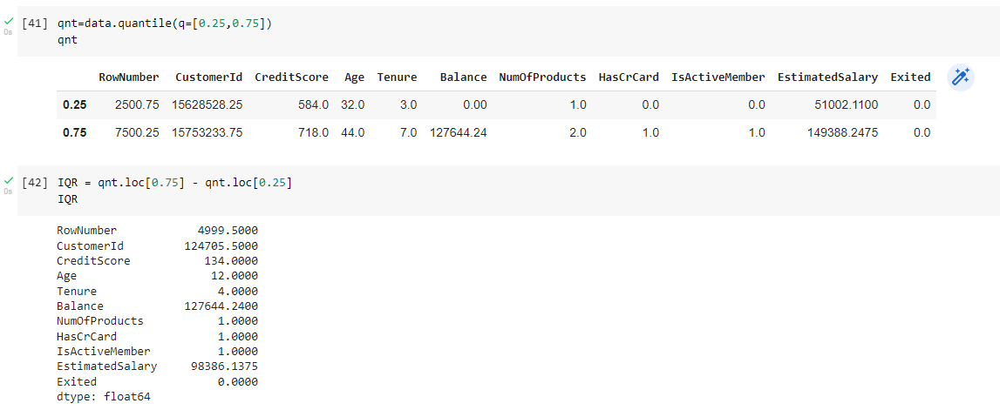 [41] qnt=data.quantile(q=[0.25,0.75])
qnt
0s
RowNumber CustomerId CreditScore Age Tenure Balance NumOfProducts HasCrCard IsActiveMember EstimatedSalary Exited
0.25 2500.75 15628528.25 584.0 32.0 3.0 0.00 1.0 0.0 0.0 51002.1100 0.0
0.75 7500.25 15753233.75 718.0 44.0 7.0 127644.24 2.0 1.0 1.0 149388.2475 0.0
[42] IQR = qnt.loc[0.75] - qnt.loc[0.25]
IQR
0s
RowNumber 4999.5000
CustomerId 124705.5000
CreditScore 134.0000
Age 12.0000
Tenure 4.0000
Balance 127644.2400
NumOfProducts 1.0000
HasCrCard 1.0000
IsActiveMember 1.0000
EstimatedSalary 98386.1375
Exited 0.0000
dtype: float64